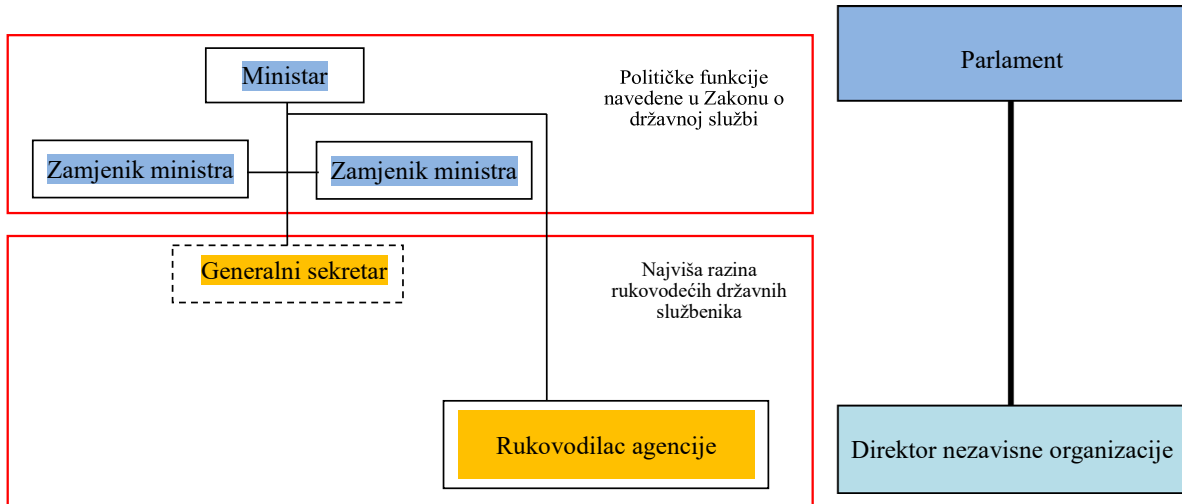 Ministar
Političke funkcije
navedene u Zakonu o
državnoj službi
Zamjenik ministra
Zamjenik ministra
Generalni sekretar
Najviša razina
rukovodećih državnih
službenika
Rukovodilac agencije
Parlament
Direktor nezavisne organizacije